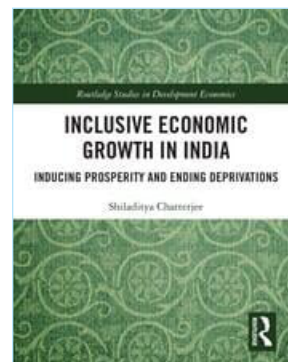 Routledge Studies in Development Economics
INCLUSIVE ECONOMIC
GROWTH IN INDIA
INDUCING PROSPERITY AND ENDING DEPRIVATIONS
Shiladitya Chatterjee
R